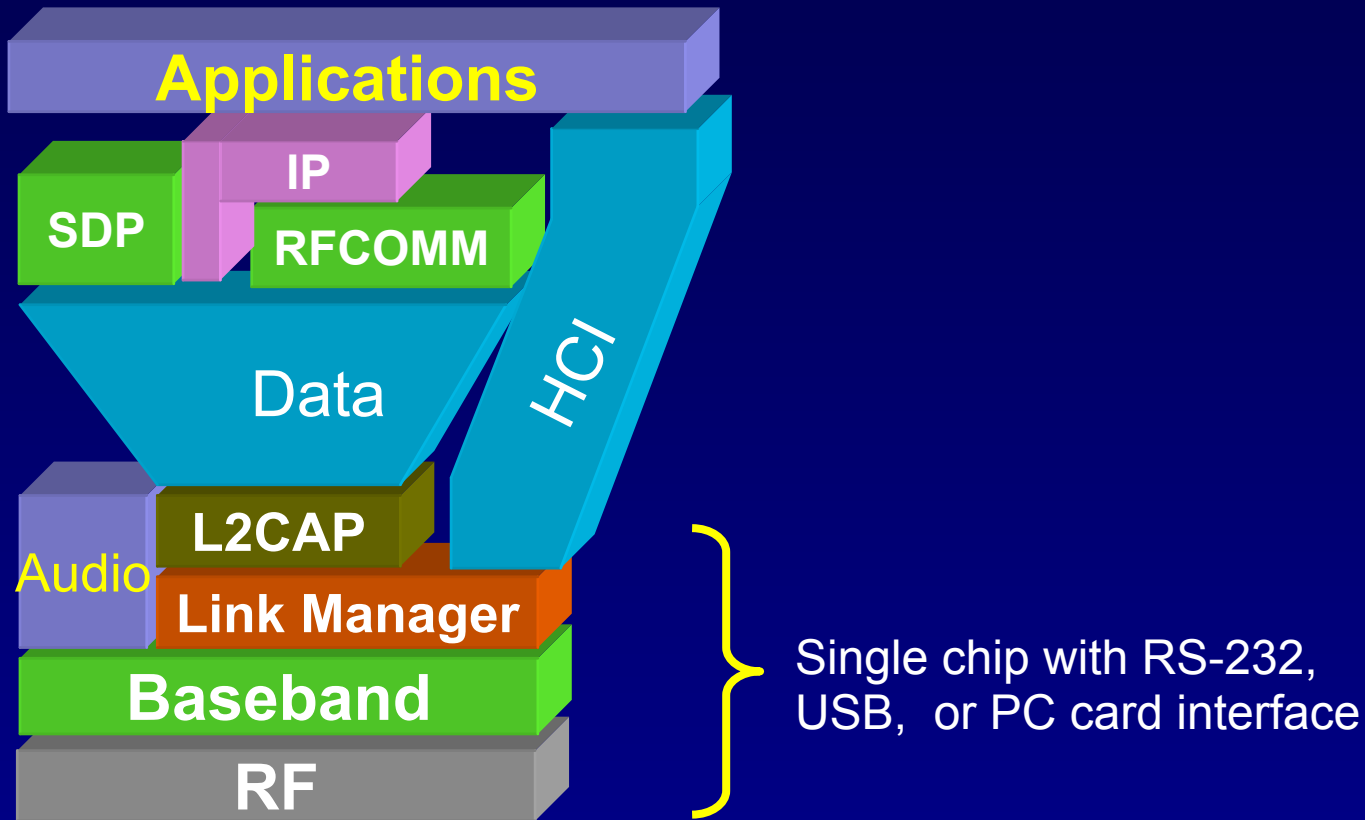 Applications
IP
SDP
RFCOMM
HCI
Data
L2CAP
Audio
Link Manager
Baseband
RF
Single chip with RS-232,
USB,  or PC card interface